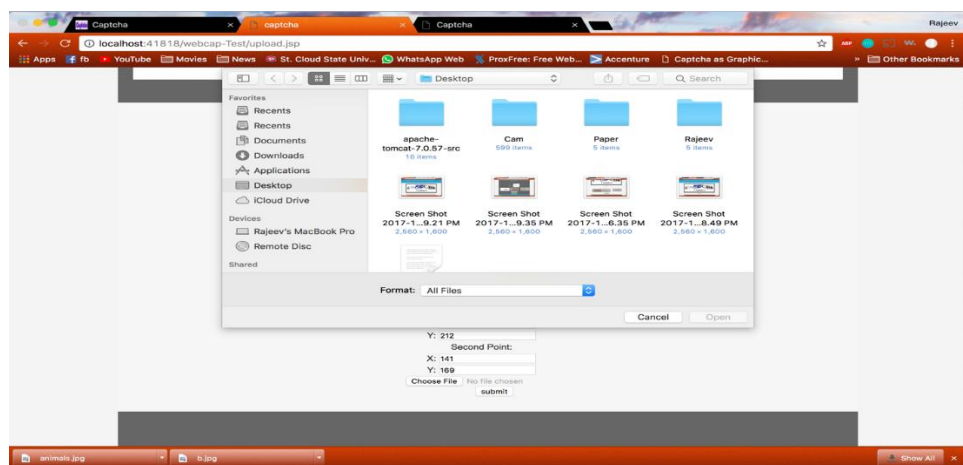 Captcha captcha Captcha Rajeev
localhost:41818/webcap-Test/upload.jsp
Apps fb YouTube Movies News St. Cloud State Univ... WhatsApp Web ProxFree: Free Web... Accenture Captcha as Graphic... » Other Bookmarks
Desktop Search
Favorites
Recents
Recents
Documents
Downloads
Applications
Desktop
iCloud Drive
Devices
Rajeev's MacBook Pro
Remote Disc
Shared
apache-tomcat-7.0.57-src
Cam
599 items
Paper
5 items
Rajeev
5 items
Screen Shot
2017-1...9.21 PM
2,560 × 1,600
Screen Shot
2017-1...9.35 PM
2,560 × 1,600
Screen Shot
2017-1...6.35 PM
2,560 × 1,600
Screen Shot
2017-1...8.49 PM
2,560 × 1,600
Format: All Files
Cancel Open
Y: 212
Second Point:
X: 141
Y: 169
Choose File No file chosen
submit
animals.jpg b.jpg Show All